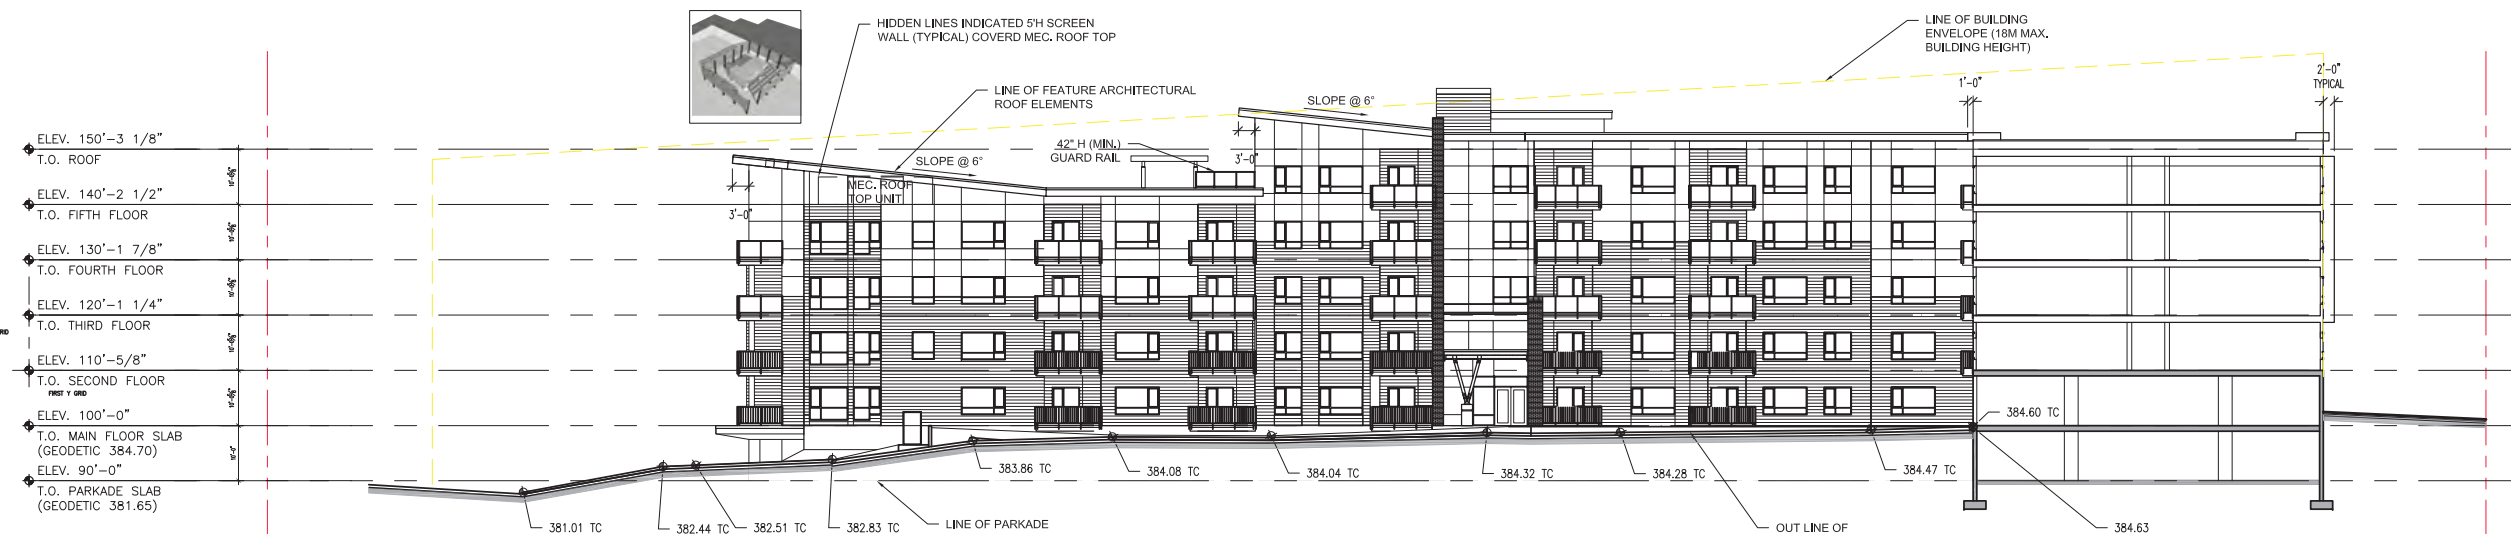 HIDDEN LINES INDICATED 5'H SCREEN
WALL (TYPICAL) COVERD MEC. ROOF TOP
LINE OF BUILDING
ENVELOPE (18M MAX.
BUILDING HEIGHT)
2'-0"
TYPICAL
1'-0"
LINE OF FEATURE ARCHITECTURAL
ROOF ELEMENTS
SLOPE @ 6°
42" H (MIN.)
GUARD RAIL
3'-0"
SLOPE @ 6°
MEC. ROOF
TOP UNIT
3'-0"
ELEV. 150'-3 1/8"
T.O. ROOF
ELEV. 140'-2 1/2"
T.O. FIFTH FLOOR
ELEV. 130'-1 7/8"
T.O. FOURTH FLOOR
ELEV. 120'-1 1/4"
T.O. THIRD FLOOR
ELEV. 110'-5/8"
T.O. SECOND FLOOR
FIRST Y GRID
ELEV. 100'-0"
T.O. MAIN FLOOR SLAB
(GEODETIC 384.70)
10'-0"
ELEV. 90'-0"
T.O. PARKADE SLAB
(GEODETIC 381.65)
381.01 TC
382.44 TC
382.51 TC
382.83 TC
383.86 TC
384.08 TC
384.04 TC
384.32 TC
384.28 TC
384.47 TC
384.60 TC
384.63
LINE OF PARKADE
OUT LINE OF